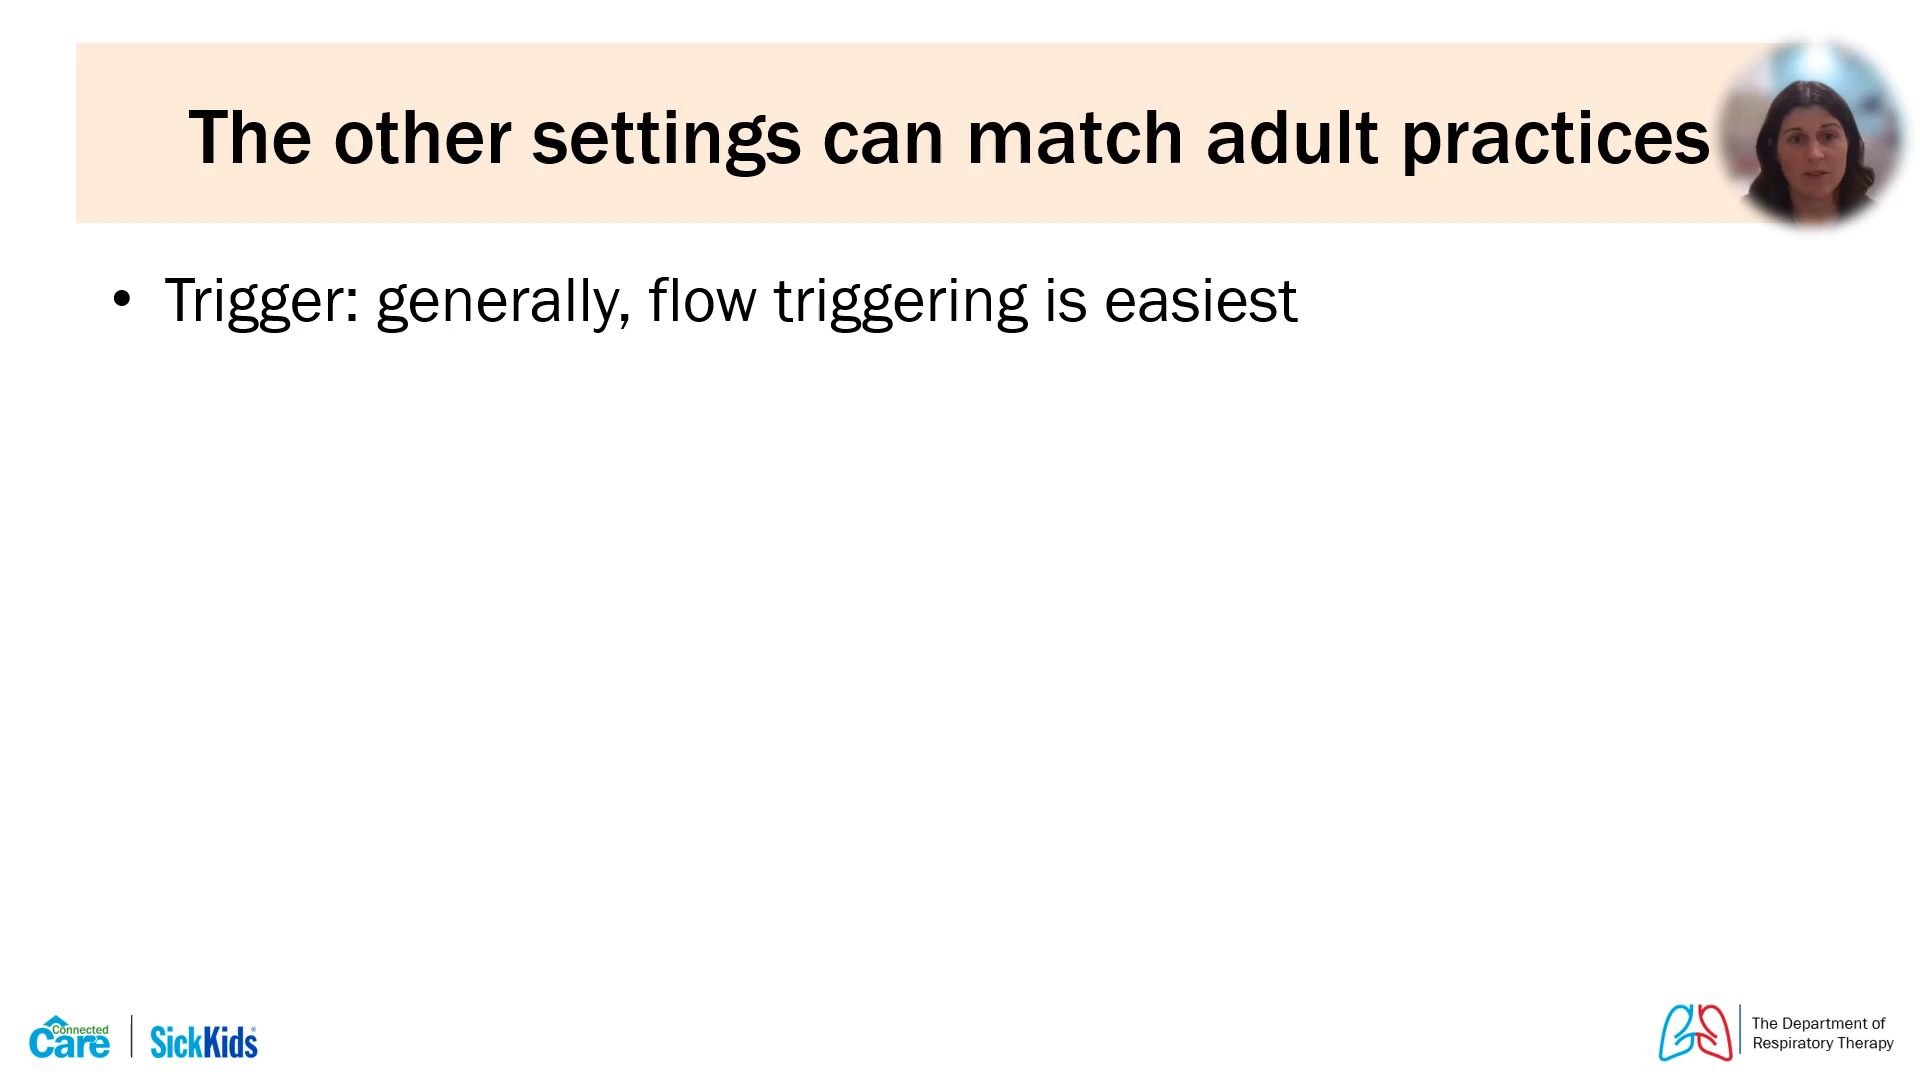 The other settings can match adult practices
• Trigger: generally, flow triggering is easiest
Connected
Care
SickKids
The Department of
Respiratory Therapy